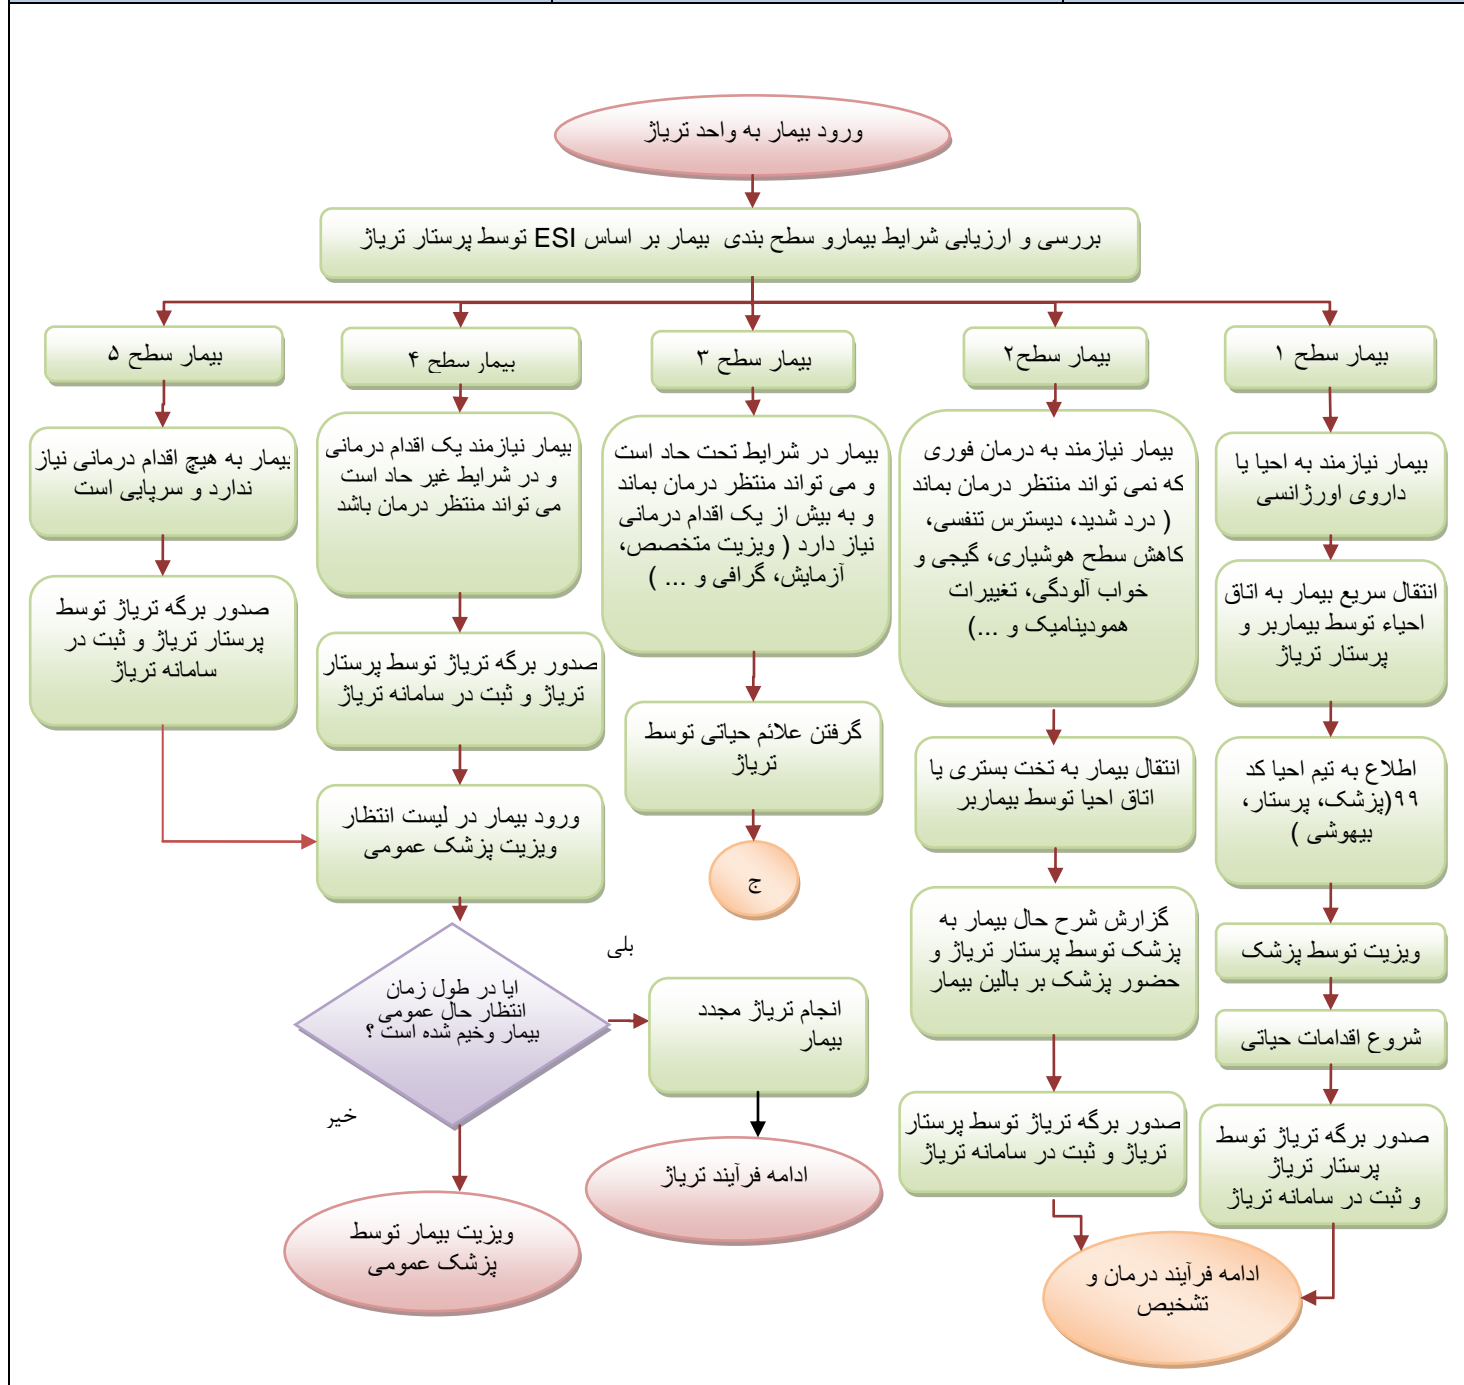 ورود بیمار به واحد تریاژ
بررسی و ارزیابی شرایط بیمارو سطح بندی بیمار بر اساس ESI توسط پرستار تریاژ
بیمار سطح ۱
بیمار نیازمند به احیا یا
داروی اورژانسی
انتقال سریع بیمار به اتاق
احیاء توسط بیماربر و
پرستار تریاژ
اطلاع به تیم احیا کد
۹۹(پزشک، پرستار،
بیهوشی )
ویزیت توسط پزشک
شروع اقدامات حیاتی
صدور برگه تریاژ توسط
پرستار تریاژ
و ثبت در سامانه تریاژ
بیمار سطح۲
بیمار نیازمند به درمان فوری
که نمی تواند منتظر درمان بماند
( درد شدید، دیسترس تنفسی،
کاهش سطح هوشیاری، گیجی و
خواب آلودگی، تغییرات
همودینامیک و ...)
انتقال بیمار به تخت بستری یا
اتاق احیا توسط بیماربر
گزارش شرح حال بیمار به
پزشک توسط پرستار تریاژ و
حضور پزشک بر بالین بیمار
صدور برگه تریاژ توسط پرستار
تریاژ و ثبت در سامانه تریاژ
ادامه فرآیند درمان و
تشخیص
بیمار سطح ۳
بیمار در شرایط تحت حاد است
و می تواند منتظر درمان بماند
و به بیش از یک اقدام درمانی
نیاز دارد ( ویزیت متخصص،
آزمایش، گرافی و ... )
گرفتن علائم حیاتی توسط
تریاژ
ج
بیمار سطح ۴
بیمار نیازمند یک اقدام درمانی
و در شرایط غیر حاد است
می تواند منتظر درمان باشد
صدور برگه تریاژ توسط پرستار
تریاژ و ثبت در سامانه تریاژ
ورود بیمار در لیست انتظار
ویزیت پزشک عمومی
ایا در طول زمان
انتظار حال عمومی
بیمار وخیم شده است ؟
بلی
انجام تریاژ مجدد
بیمار
ادامه فرآیند تریاژ
خیر
ویزیت بیمار توسط
پزشک عمومی
بیمار سطح ۵
بیمار به هیچ اقدام درمانی نیاز
ندارد و سرپایی است
صدور برگه تریاژ توسط
پرستار تریاژ و ثبت در
سامانه تریاژ